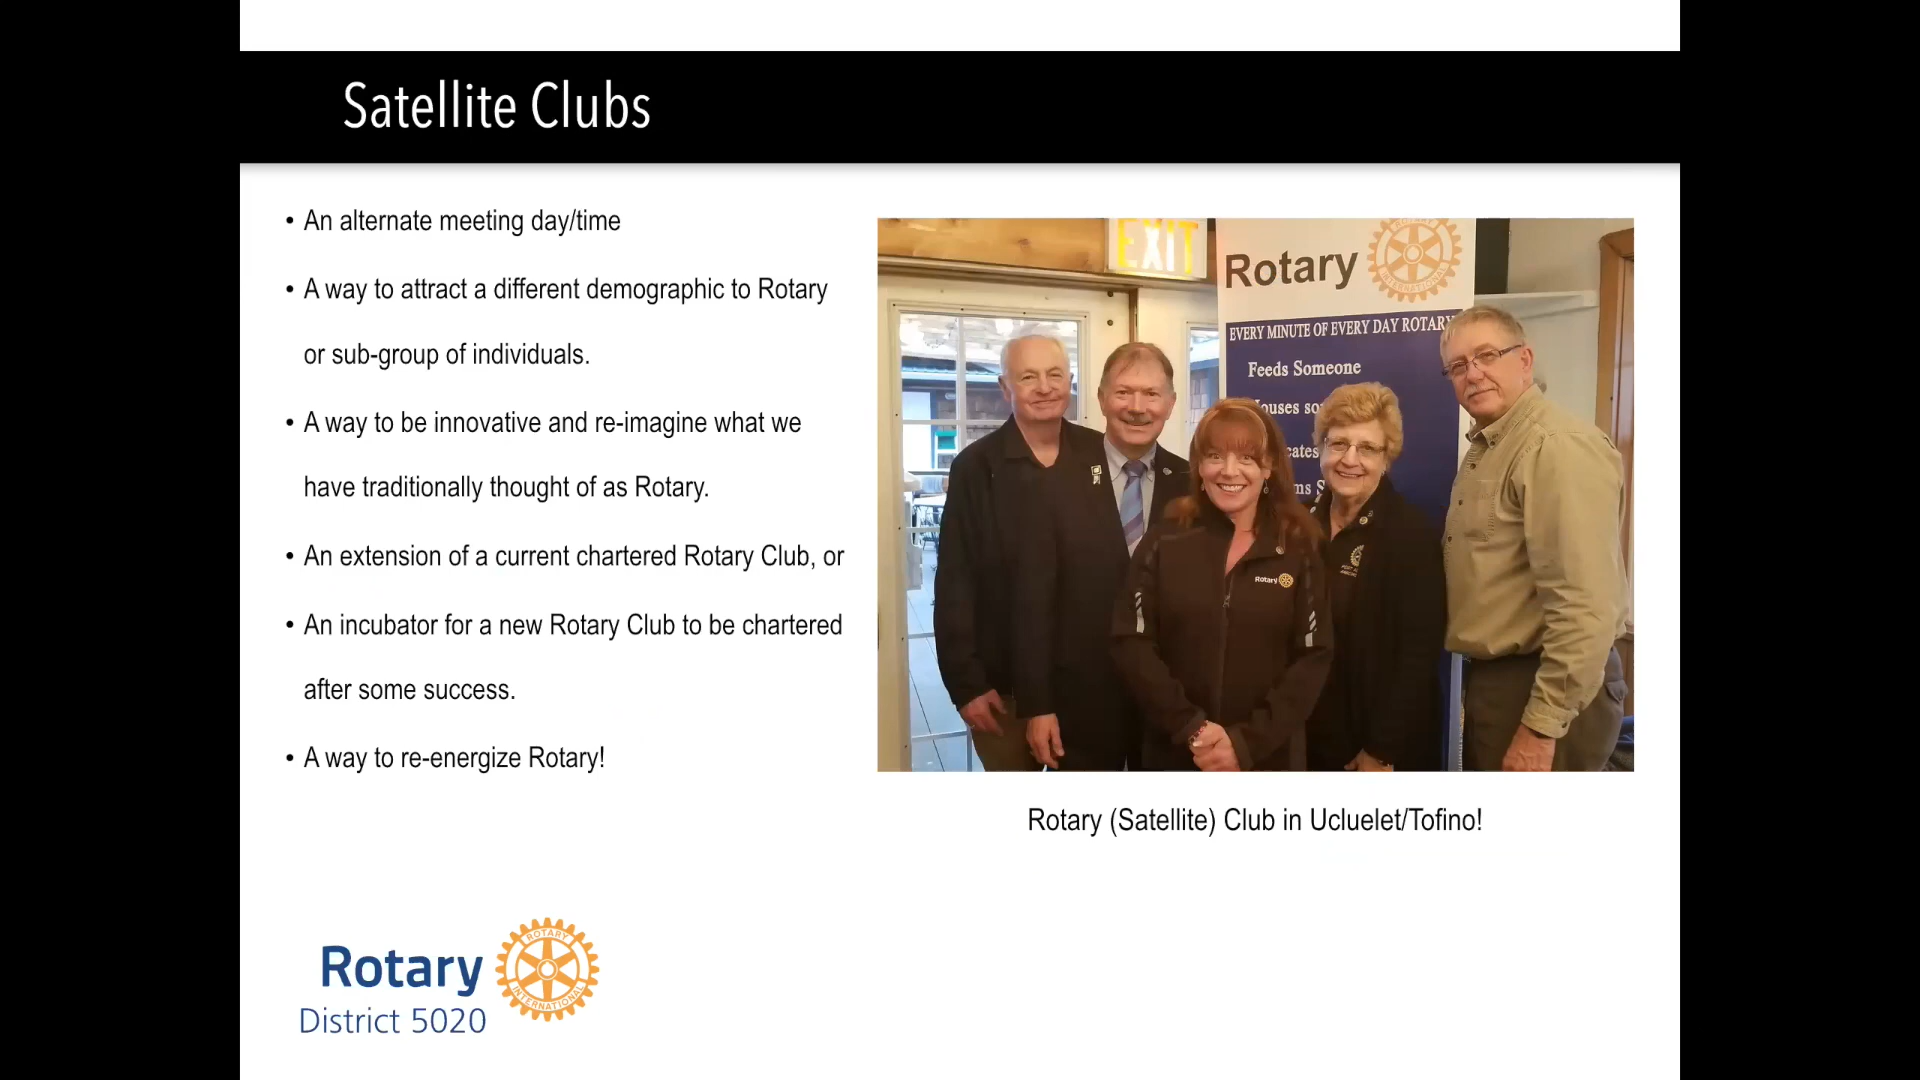 Satellite Clubs
• An alternate meeting day/time
• A way to attract a different demographic to Rotary
or sub-group of individuals.
• A way to be innovative and re-imagine what we
have traditionally thought of as Rotary.
• An extension of a current chartered Rotary Club, or
• An incubator for a new Rotary Club to be chartered
after some success.
• A way to re-energize Rotary!
EXIT
Rotary
ROTARY
INTERNATIONAL
EVERY MINUTE OF EVERY DAY ROTARY
Feeds Someone
Rotary
Rotary (Satellite) Club in Ucluelet/Tofino!
Rotary
ROTARY
INTERNATIONAL
District 5020